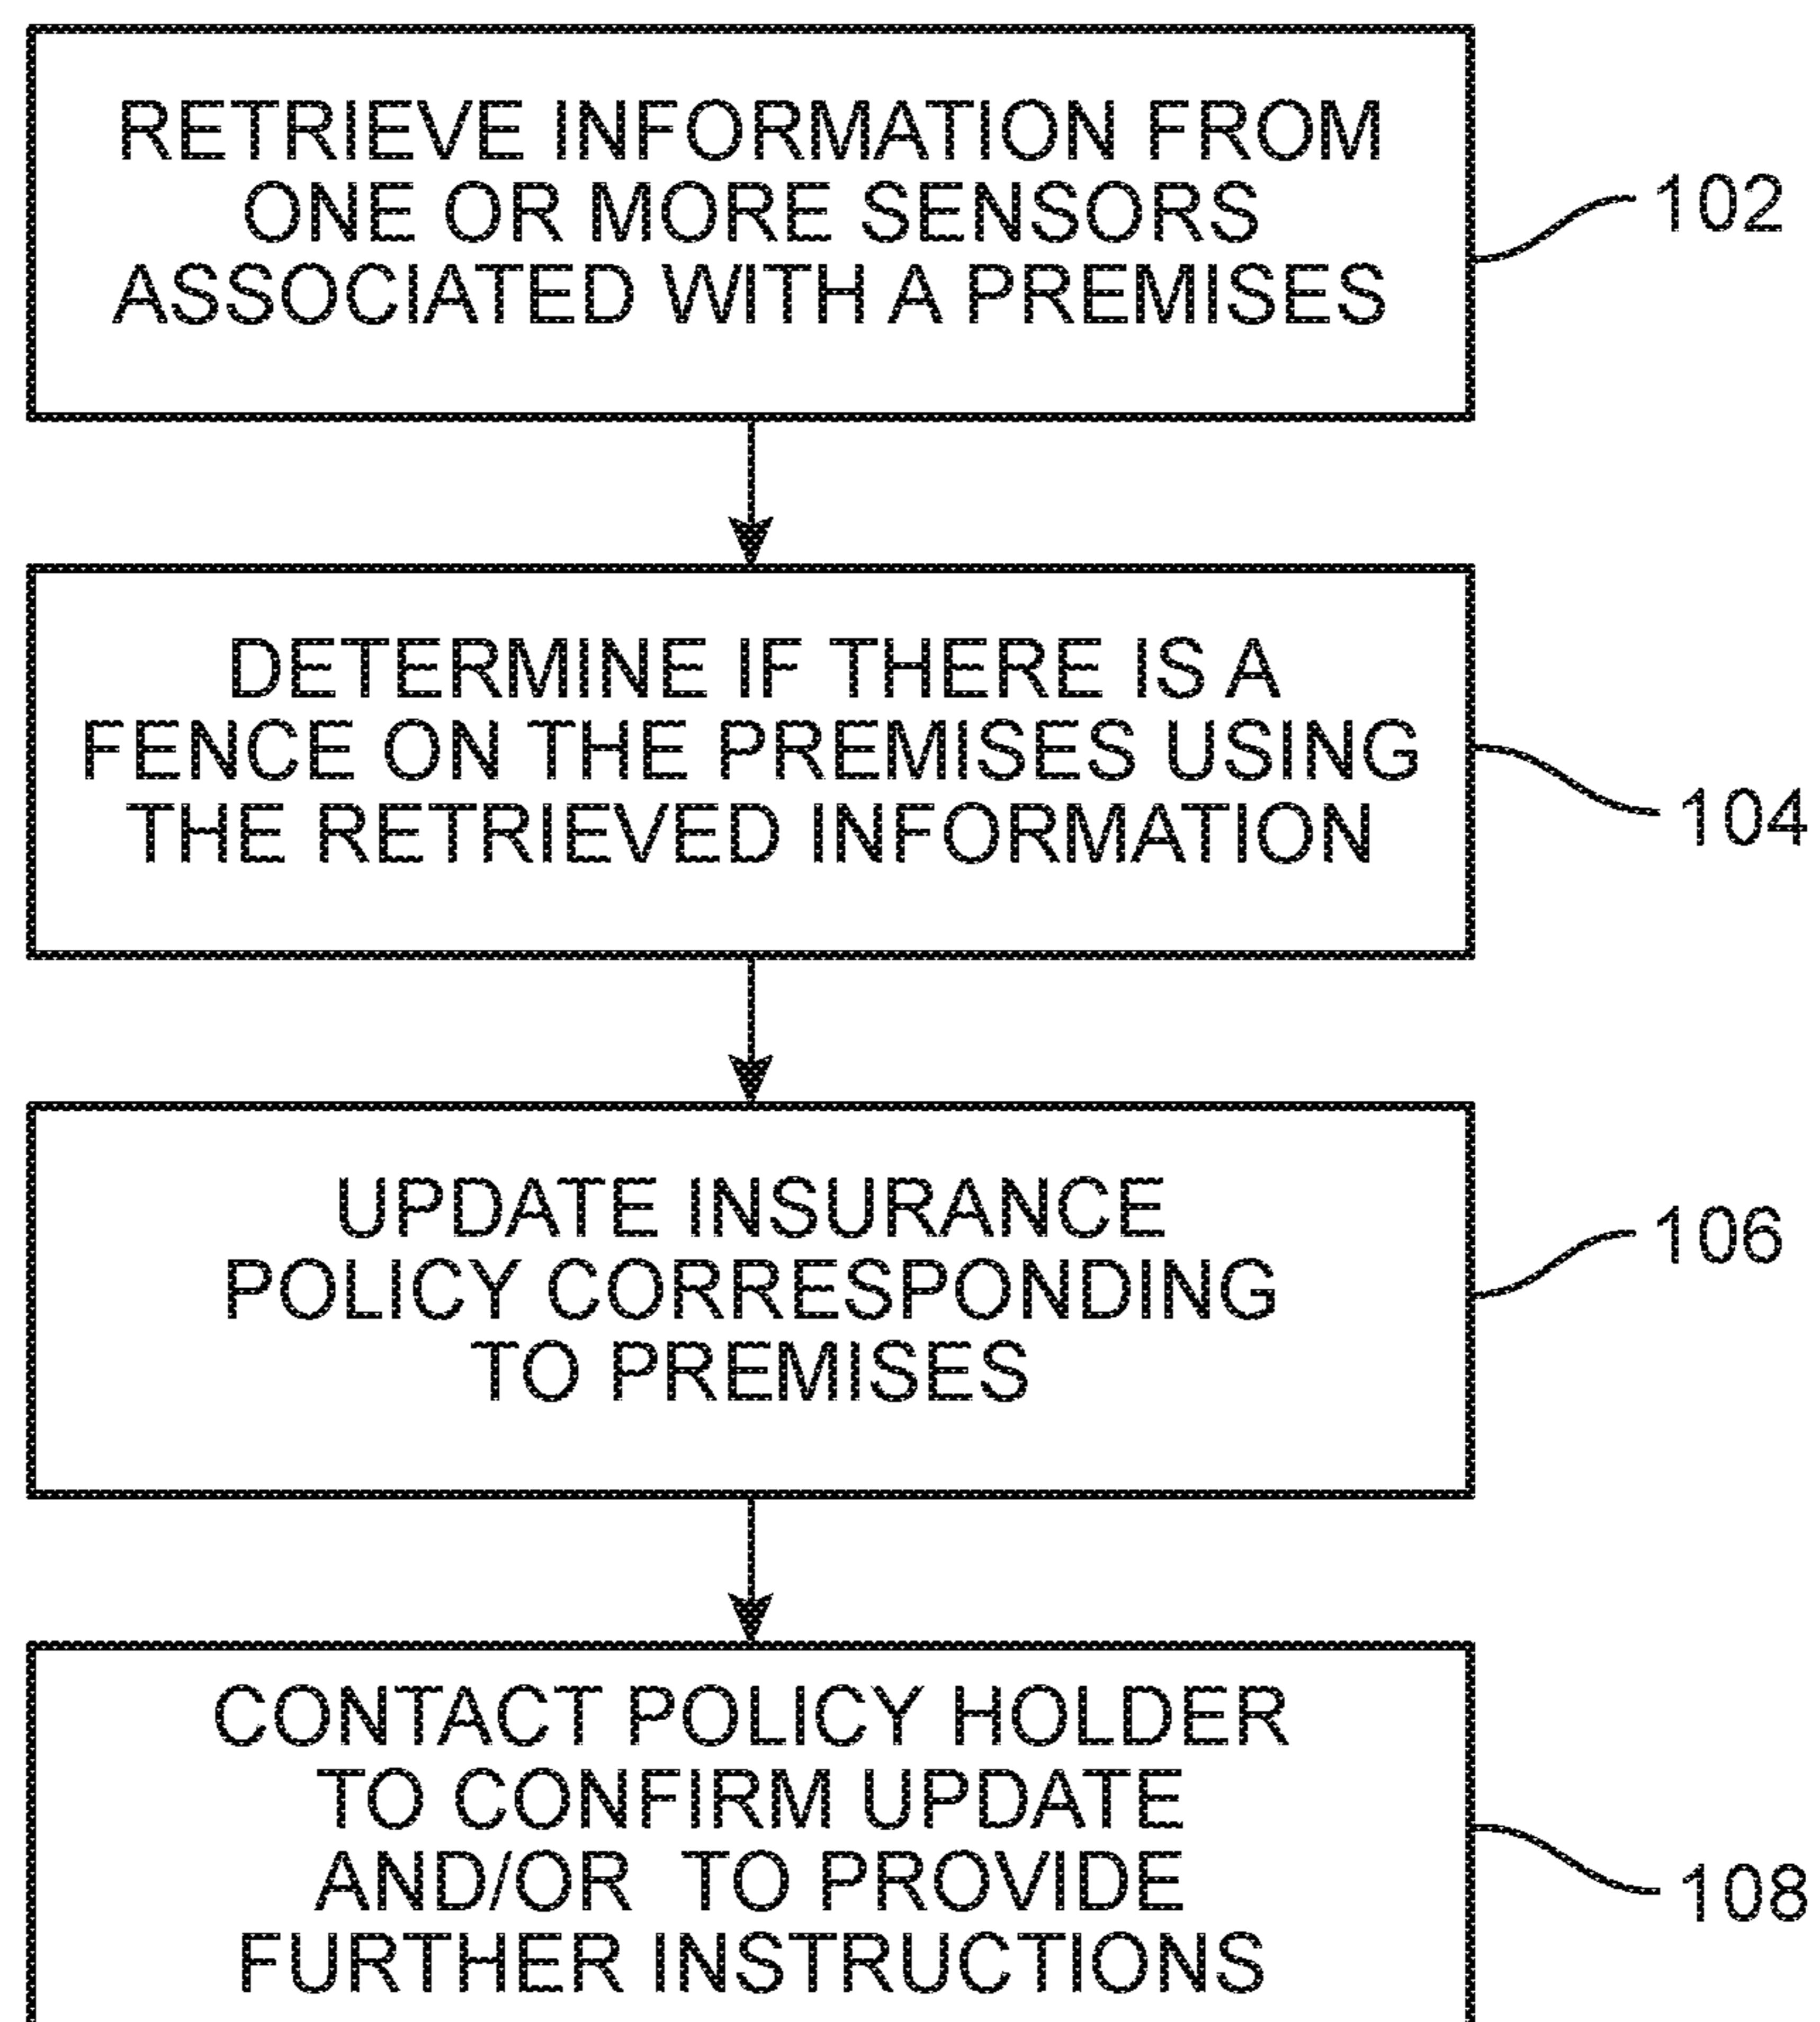 RETRIEVE INFORMATION FROM
ONE OR MORE SENSORS
ASSOCIATED WITH A PREMISES
102
DETERMINE IF THERE IS A
FENCE ON THE PREMISES USING
THE RETRIEVED INFORMATION
104
UPDATE INSURANCE
POLICY CORRESPONDING
TO PREMISES
106
CONTACT POLICY HOLDER
TO CONFIRM UPDATE
AND/OR TO PROVIDE
FURTHER INSTRUCTIONS
108